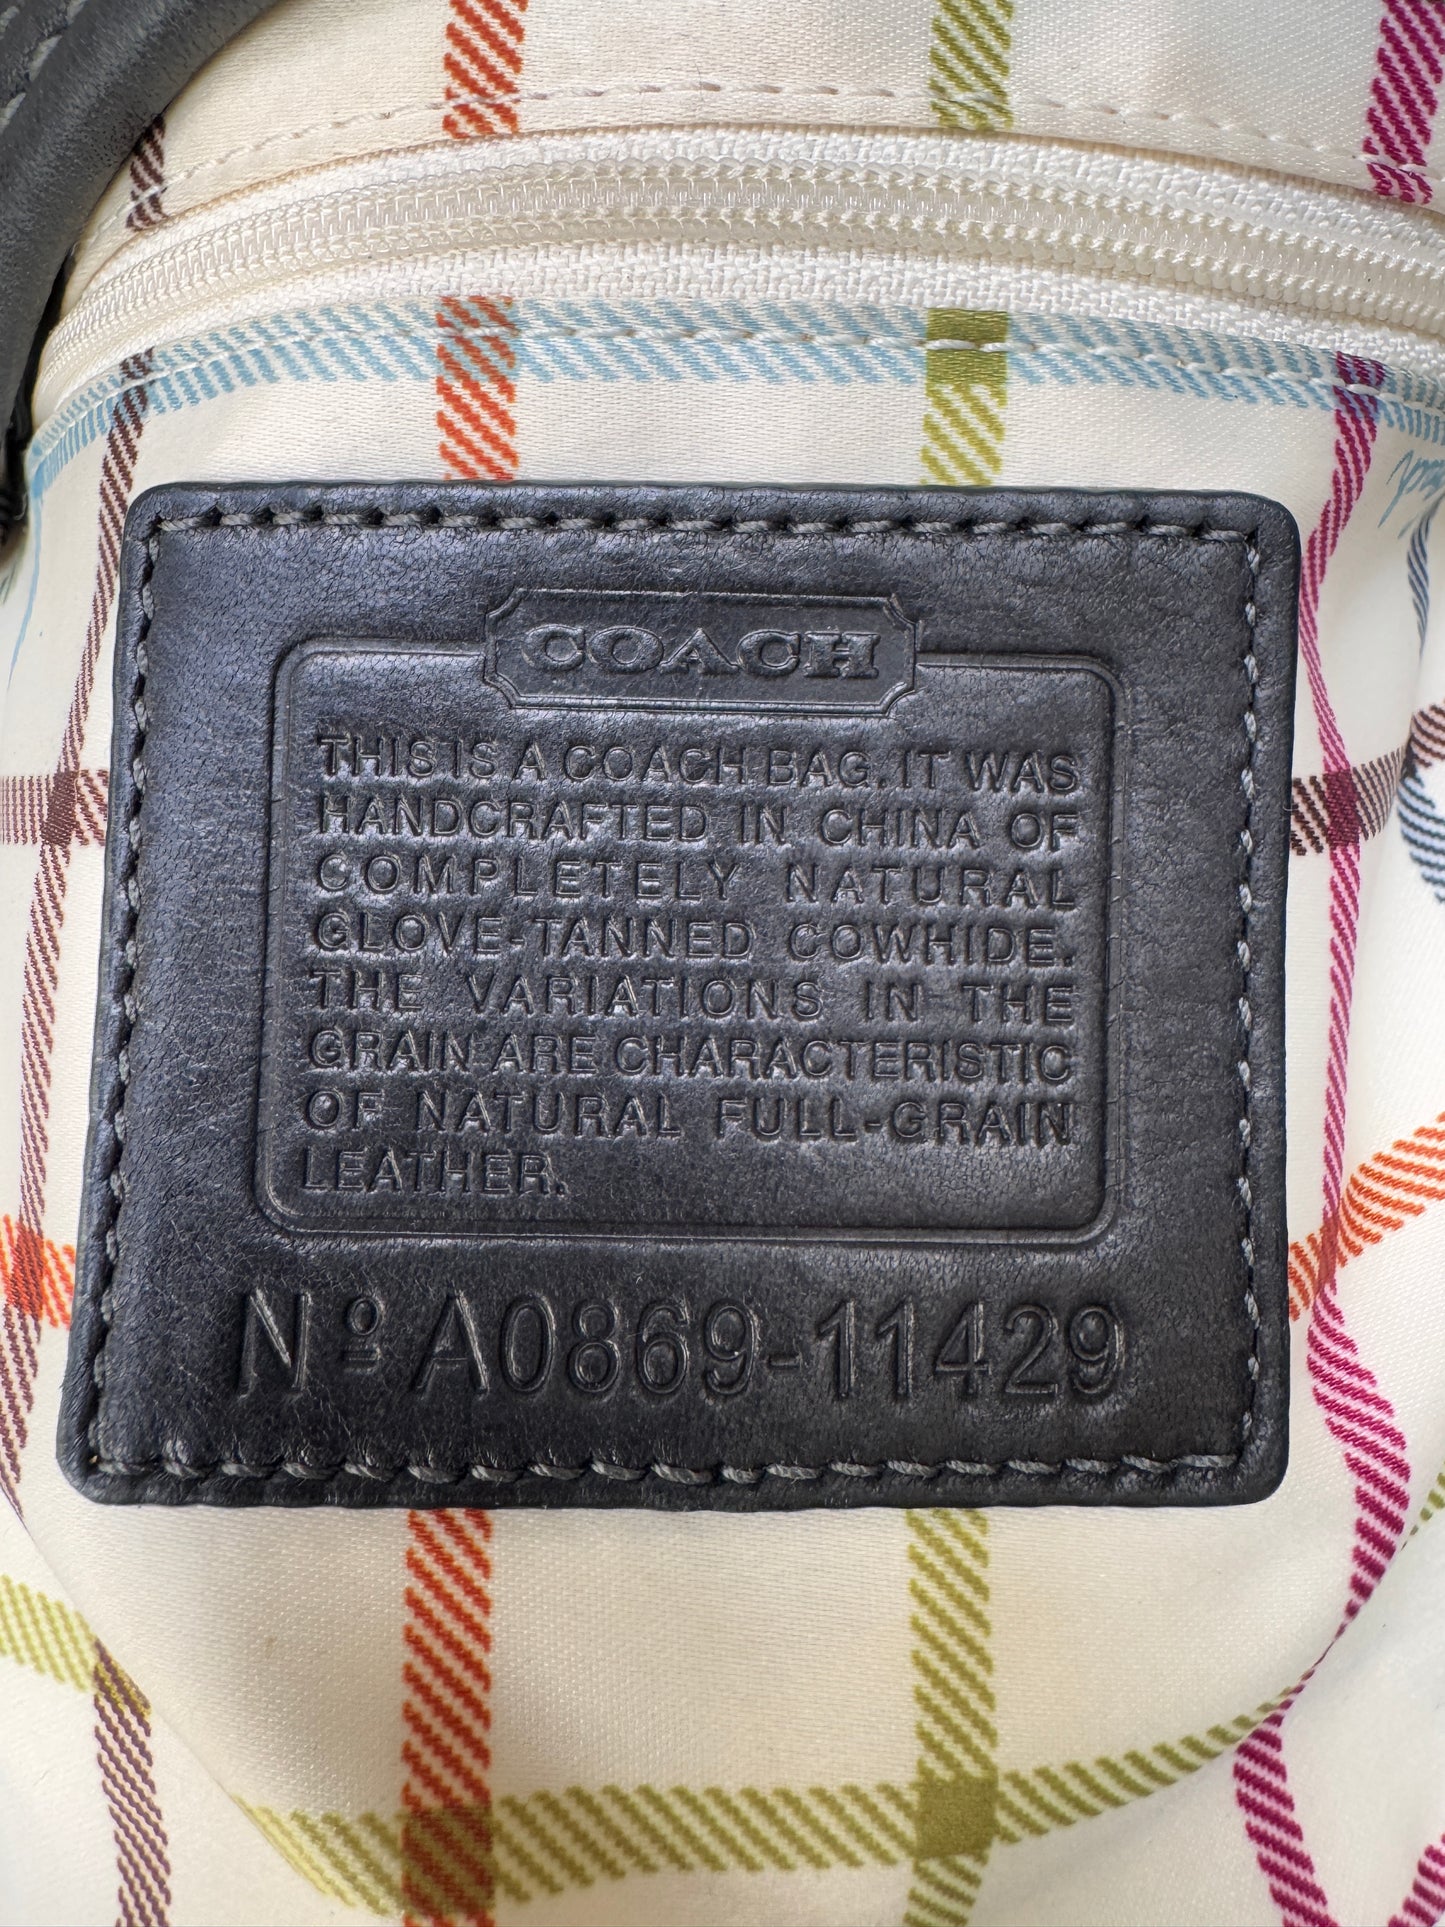 COACH
THIS IS A COACH BAG. IT WAS
HANDCRAFTED IN CHINA OF
COMPLETELY NATURAL
GLOVE-TANNED COWHIDE.
THE VARIATIONS IN THE
GRAIN ARE CHARACTERISTIC
OF NATURAL FULL-GRAIN
LEATHER.
Nº A0869-11429